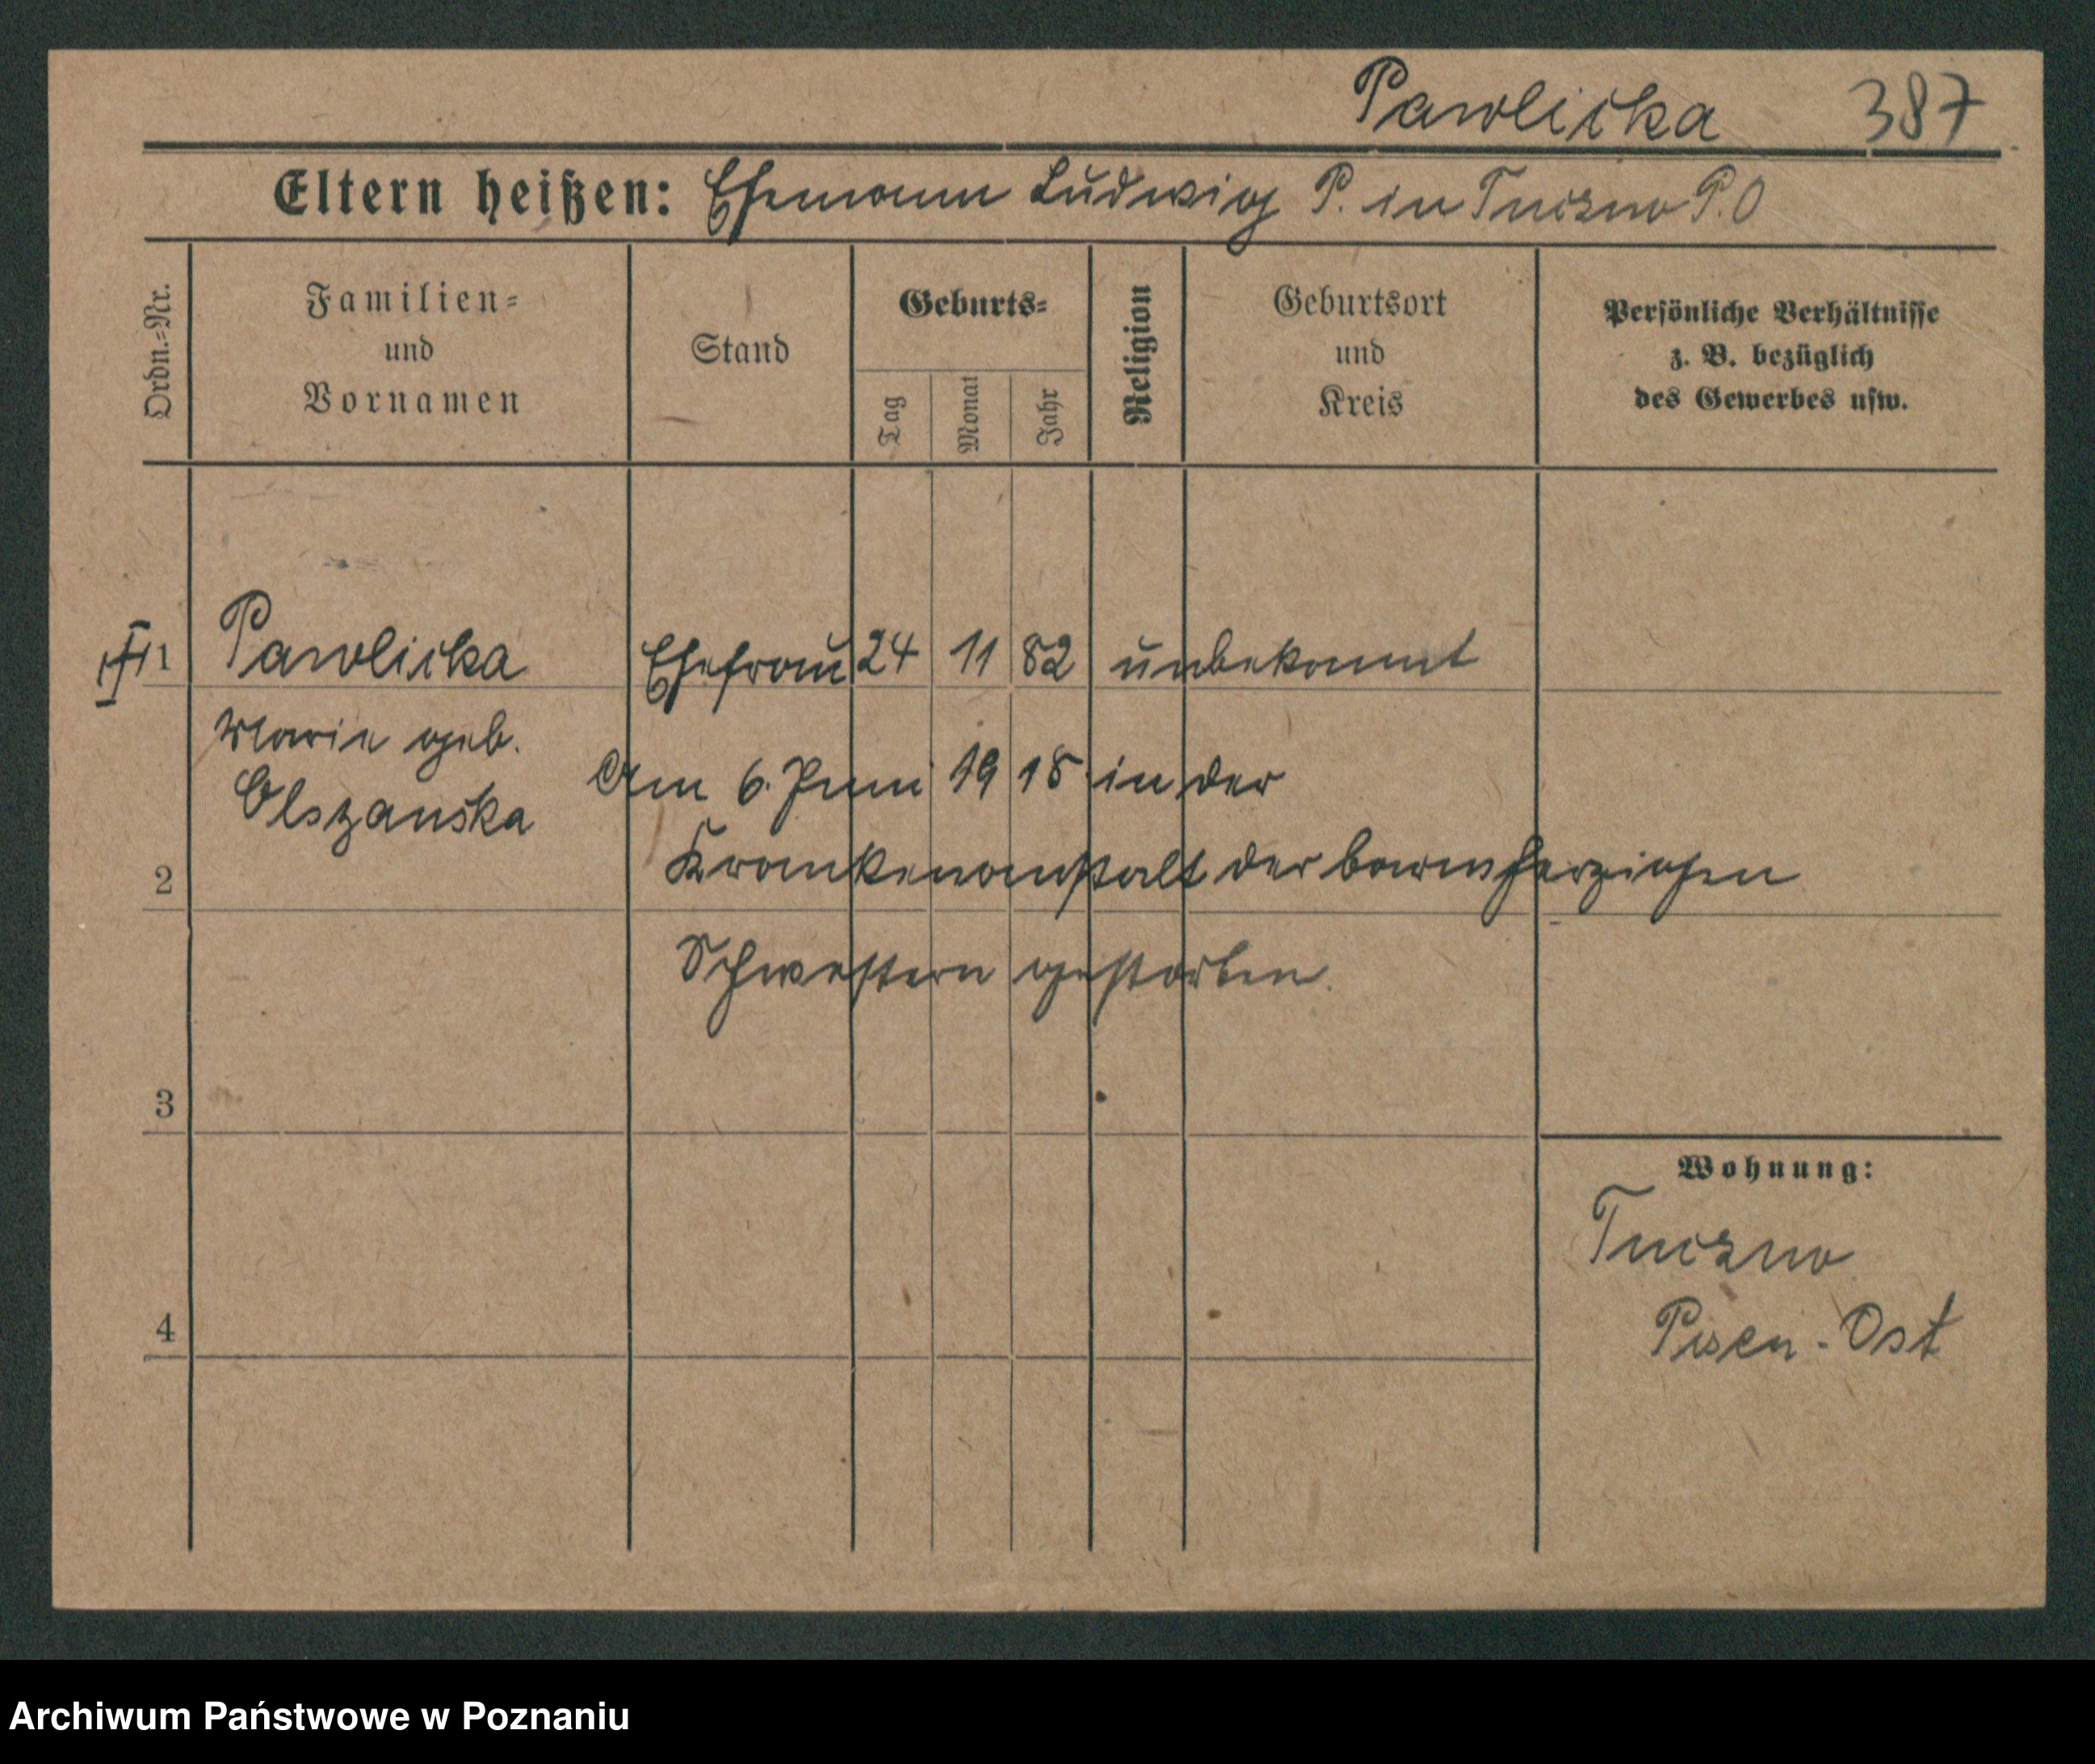 Pawlicka 387
Eltern heißen: Ehemann Ludwig P. in Tuczno P.O
Ordn.=Nr.
Familien=
und
Vornamen
Stand
Geburts=
Tag
Monat
Jahr
Religion
Geburtsort
und
Kreis
Persönliche Verhältnisse
z. B. bezüglich
des Gewerbes usw.
1 Pawlicka Ehefrau 24 11 82 unbekannt
Marie geb.
Olszanska
Am 6. Juni 1918 in der
2
Krankenanstalt der barmherzigen
Schwestern gestorben.
3
Wohnung:
Tuczno
4
Posen-Ost
Archiwum Państwowe w Poznaniu